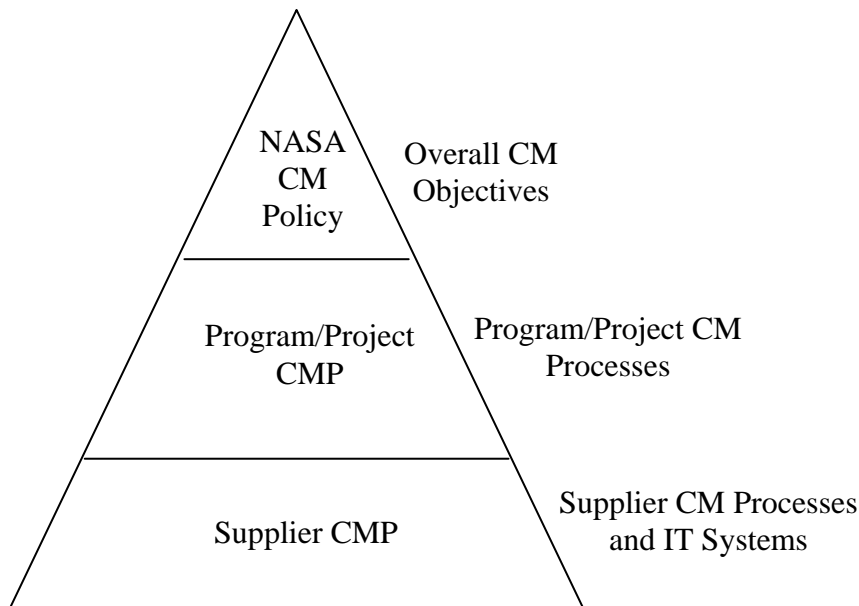 NASA
CM
Policy
Overall CM
Objectives
Program/Project
CMP
Program/Project CM
Processes
Supplier CMP
Supplier CM Processes
and IT Systems